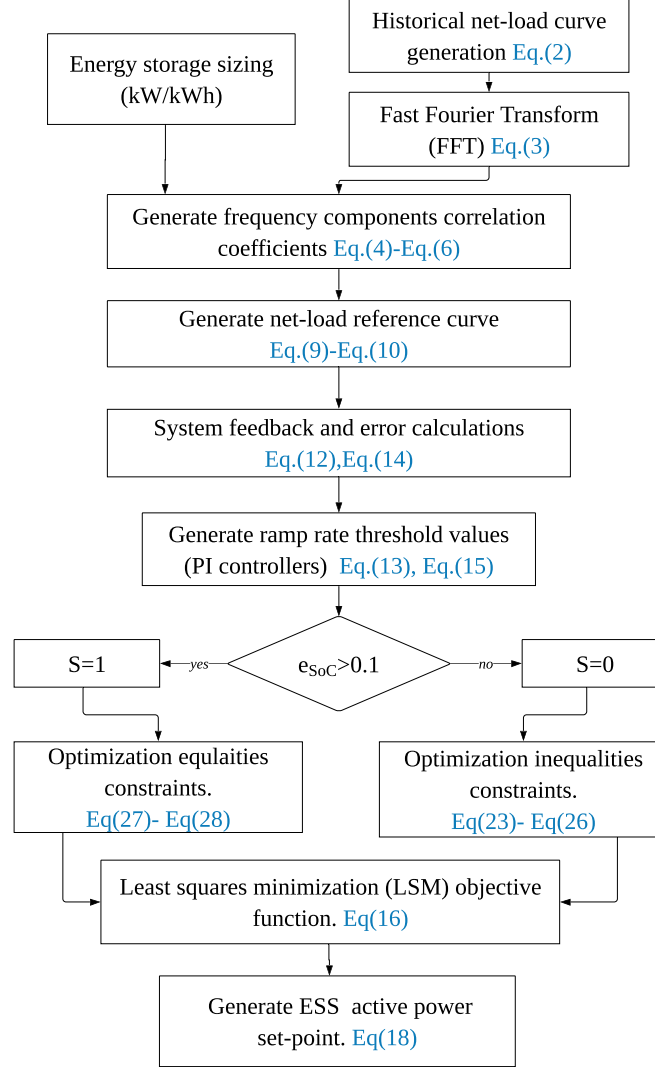 Historical net-load curve
generation Eq.(2)
Energy storage sizing
(kW/kWh)
Fast Fourier Transform
(FFT) Eq.(3)
Generate frequency components correlation
coefficients Eq.(4)-Eq.(6)
Generate net-load reference curve
Eq.(9)-Eq.(10)
System feedback and error calculations
Eq.(12),Eq.(14)
Generate ramp rate threshold values
(PI controllers) Eq.(13), Eq.(15)
S=1
yes
eSoC>0.1
no
S=0
Optimization equlaities
constraints.
Eq(27)- Eq(28)
Optimization inequalities
constraints.
Eq(23)- Eq(26)
Least squares minimization (LSM) objective
function. Eq(16)
Generate ESS active power
set-point. Eq(18)